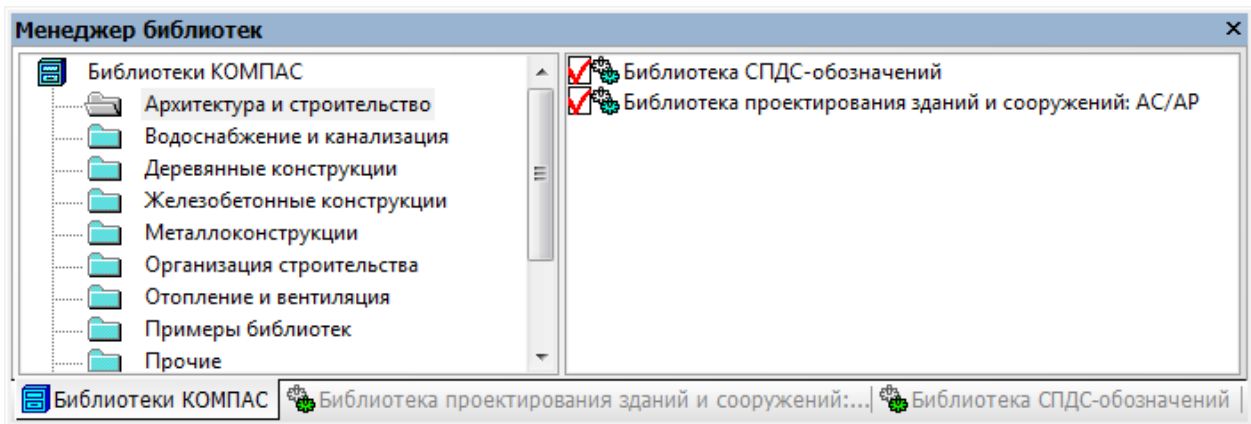 Менеджер библиотек
Библиотеки КОМПАС
Архитектура и строительство
Водоснабжение и канализация
Деревянные конструкции
Железобетонные конструкции
Металлоконструкции
Организация строительства
Отопление и вентиляция
Примеры библиотек
Прочие
Библиотека СПДС-обозначений
Библиотека проектирования зданий и сооружений: АС/АР
Библиотеки КОМПАС
Библиотека проектирования зданий и сооружений:...
Библиотека СПДС-обозначений